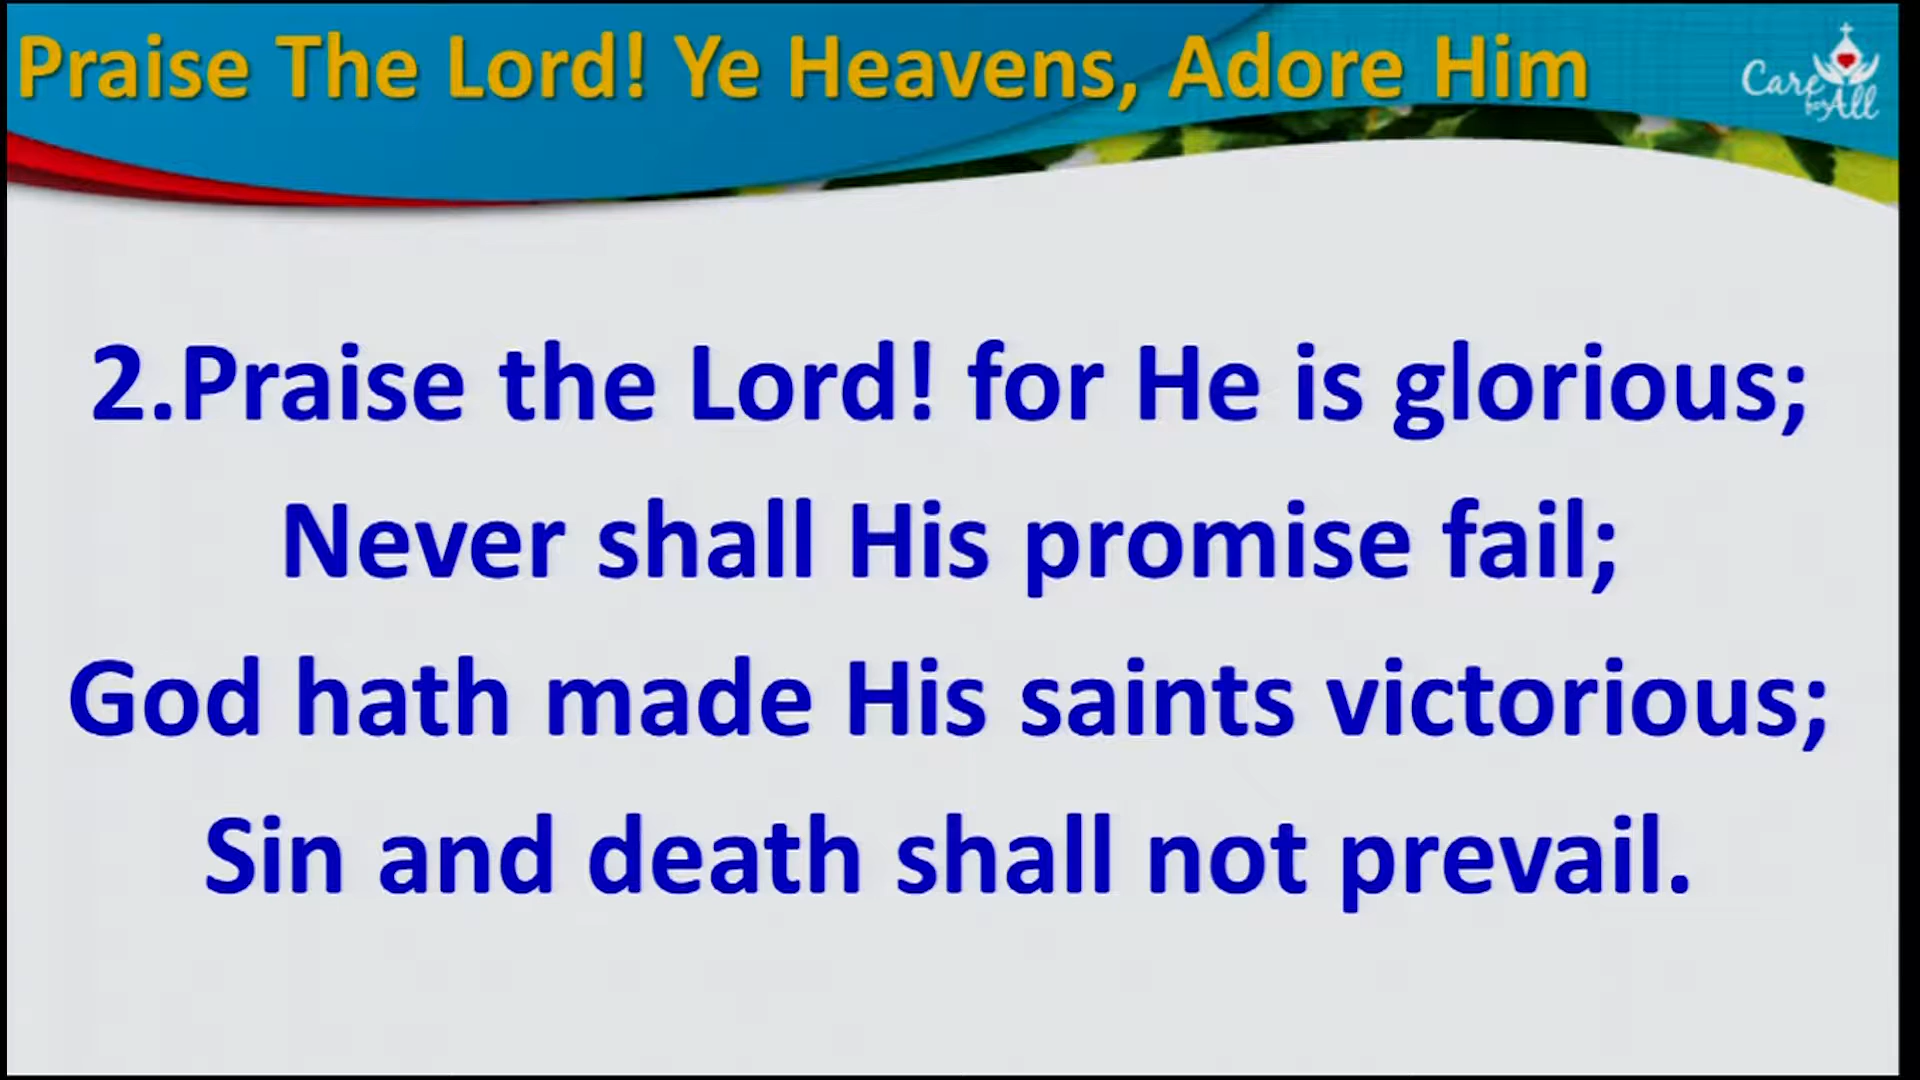 Praise The Lord! Ye Heavens, Adore Him
Care
for All
2.Praise the Lord! for He is glorious;
Never shall His promise fail;
God hath made His saints victorious;
Sin and death shall not prevail.